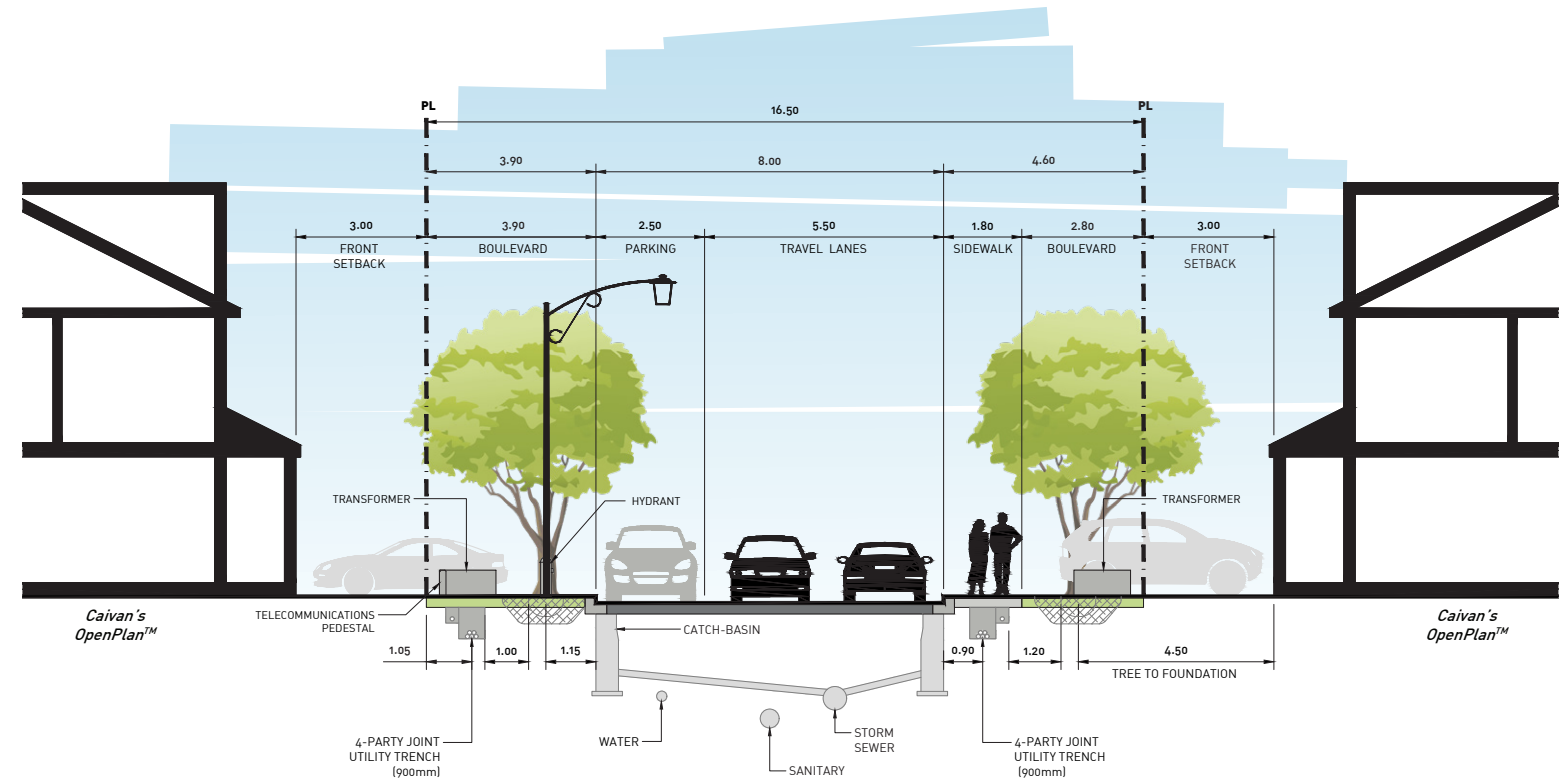 PL
PL
16.50
3.90
8.00
4.60
3.00
3.90
2.50
5.50
1.80
2.80
3.00
FRONT
SETBACK
BOULEVARD
PARKING
TRAVEL LANES
SIDEWALK
BOULEVARD
FRONT
SETBACK
TRANSFORMER
HYDRANT
TRANSFORMER
TELECOMMUNICATIONS
PEDESTAL
Caivan's
OpenPlan™
CATCH-BASIN
Caivan's
OpenPlan™
1.05
1.00
1.15
0.90
1.20
4.50
TREE TO FOUNDATION
4-PARTY JOINT
UTILITY TRENCH
(900mm)
WATER
SANITARY
STORM
SEWER
4-PARTY JOINT
UTILITY TRENCH
(900mm)